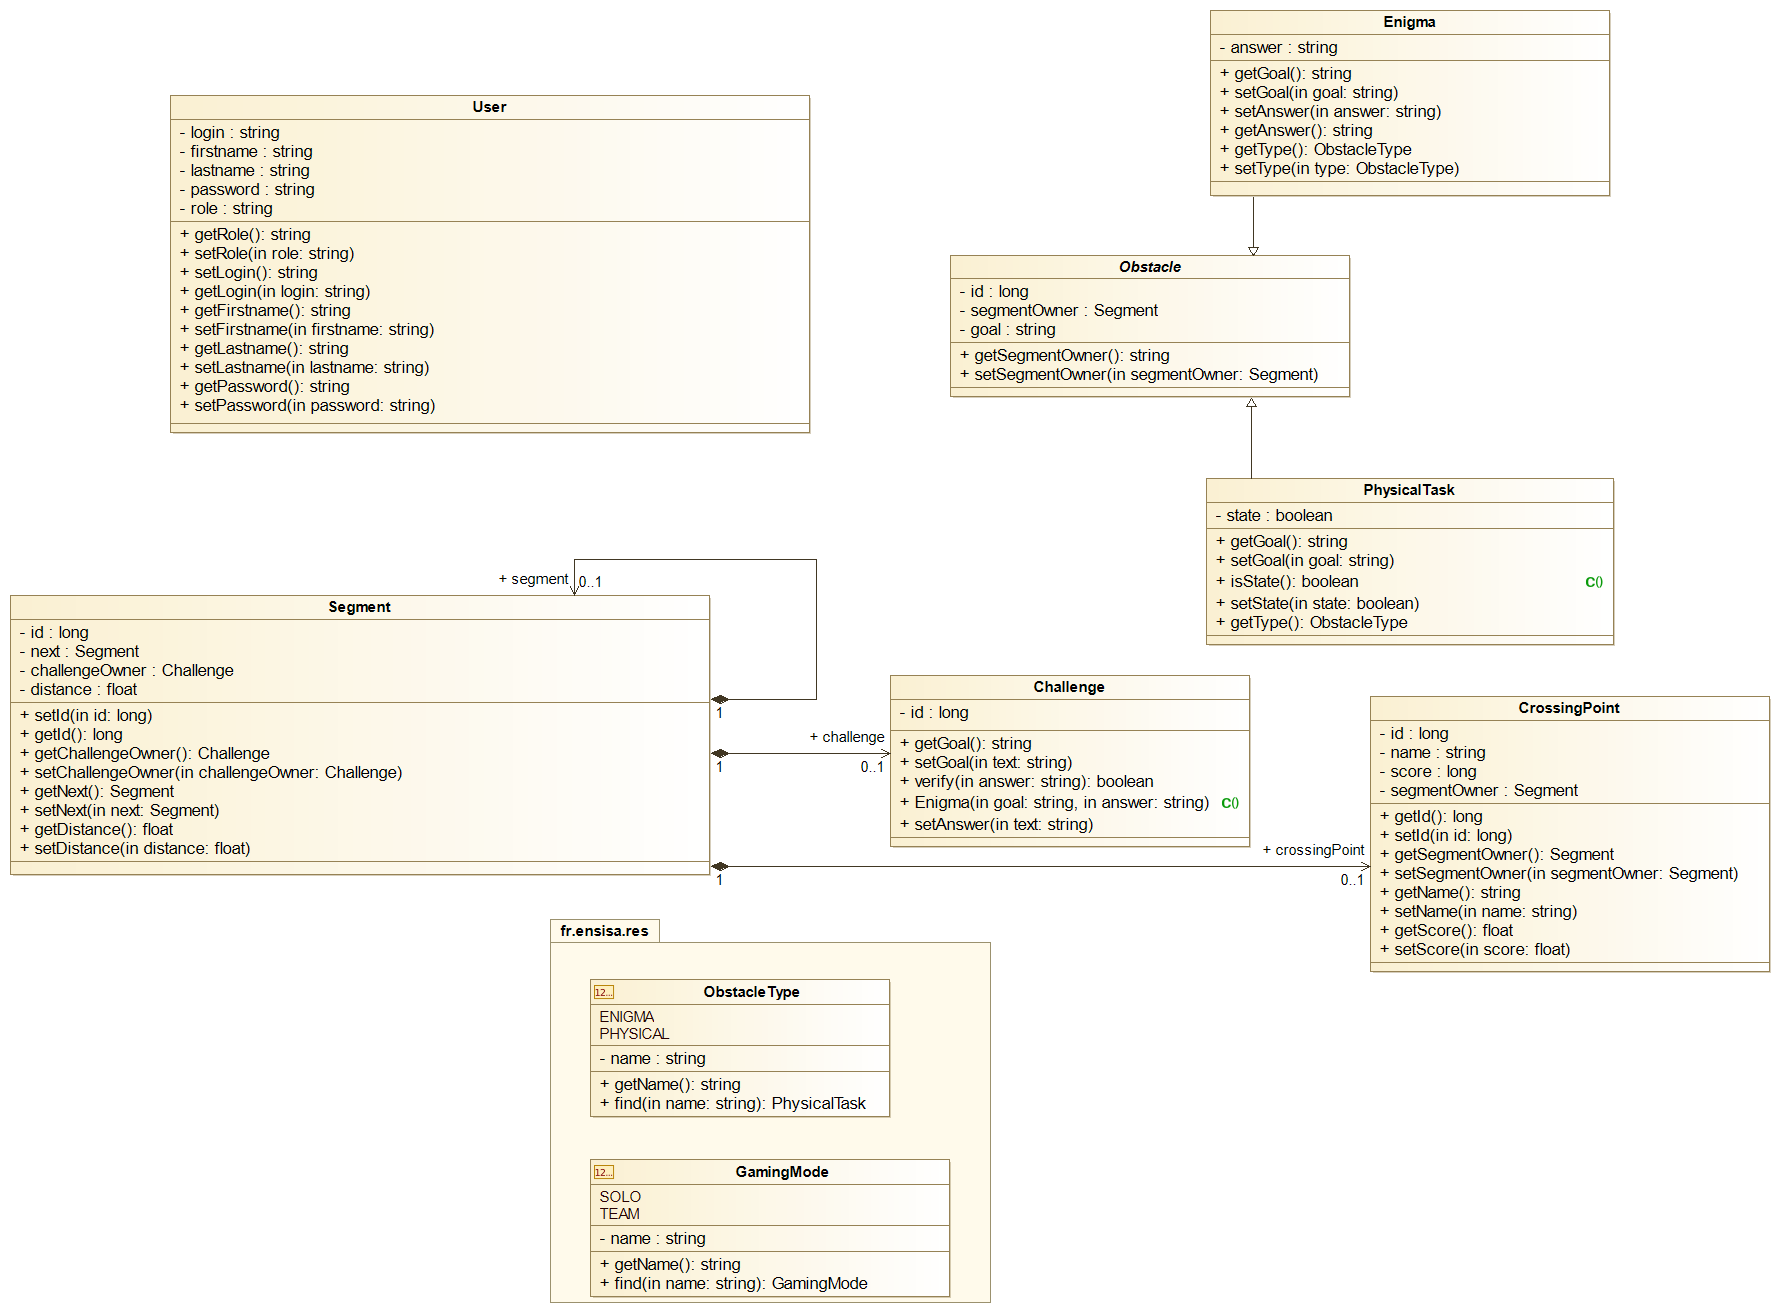 Enigma
- answer : string
+ getGoal(): string
+ setGoal(in goal: string)
+ setAnswer(in answer: string)
+ getAnswer(): string
+ getType(): ObstacleType
+ setType(in type: ObstacleType)
User
- login : string
- firstname : string
- lastname : string
- password : string
- role : string
+ getRole(): string
+ setRole(in role: string)
+ setLogin(): string
+ getLogin(in login: string)
+ getFirstname(): string
+ setFirstname(in firstname: string)
+ getLastname(): string
+ setLastname(in lastname: string)
+ getPassword(): string
+ setPassword(in password: string)
Obstacle
- id : long
- segmentOwner : Segment
- goal : string
+ getSegmentOwner(): string
+ setSegmentOwner(in segmentOwner: Segment)
PhysicalTask
- state : boolean
+ getGoal(): string
+ setGoal(in goal: string)
+ isState(): boolean C()
+ setState(in state: boolean)
+ getType(): ObstacleType
+ segment 0..1
Segment
- id : long
- next : Segment
- challengeOwner : Challenge
- distance : float
+ setId(in id: long)
+ getId(): long
+ getChallengeOwner(): Challenge
+ setChallengeOwner(in challengeOwner: Challenge)
+ getNext(): Segment
+ setNext(in next: Segment)
+ getDistance(): float
+ setDistance(in distance: float)
1
+ challenge
1 0..1
+ crossingPoint
1 0..1
Challenge
- id : long
+ getGoal(): string
+ setGoal(in text: string)
+ verify(in answer: string): boolean
+ Enigma(in goal: string, in answer: string) C()
+ setAnswer(in text: string)
CrossingPoint
- id : long
- name : string
- score : long
- segmentOwner : Segment
+ getId(): long
+ setId(in id: long)
+ getSegmentOwner(): Segment
+ setSegmentOwner(in segmentOwner: Segment)
+ getName(): string
+ setName(in name: string)
+ getScore(): float
+ setScore(in score: float)
fr.ensisa.res
12... ObstacleType
ENIGMA
PHYSICAL
- name : string
+ getName(): string
+ find(in name: string): PhysicalTask
12... GamingMode
SOLO
TEAM
- name : string
+ getName(): string
+ find(in name: string): GamingMode